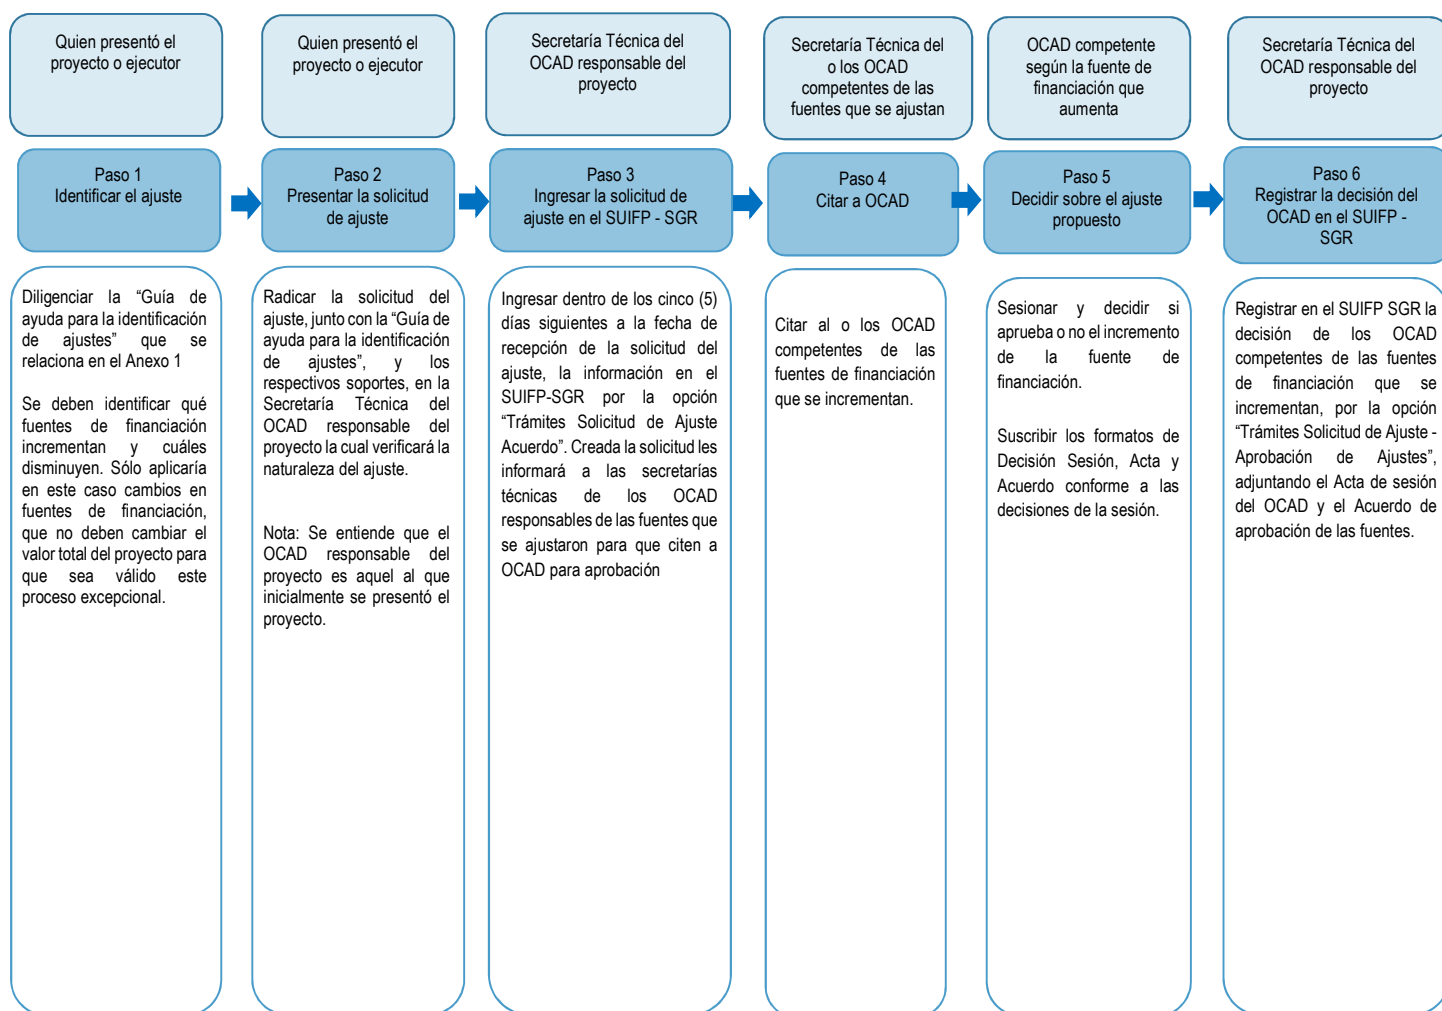 Quien presentó el
proyecto o ejecutor
Quien presentó el
proyecto o ejecutor
Secretaría Técnica del
OCAD responsable del
proyecto
Secretaría Técnica del
o los OCAD
competentes de las
fuentes que se ajustan
OCAD competente
según la fuente de
financiación que
aumenta
Secretaría Técnica del
OCAD responsable del
proyecto
Paso 1
Identificar el ajuste
Paso 2
Presentar la solicitud
de ajuste
Paso 3
Ingresar la solicitud de
ajuste en el SUIFP - SGR
Paso 4
Citar a OCAD
Paso 5
Decidir sobre el ajuste
propuesto
Paso 6
Registrar la decisión del
OCAD en el SUIFP -
SGR
Diligenciar la “Guía de
ayuda para la identificación
de ajustes” que se
relaciona en el Anexo 1
Se deben identificar qué
fuentes de financiación
incrementan y cuáles
disminuyen. Sólo aplicaría
en este caso cambios en
fuentes de financiación,
que no deben cambiar el
valor total del proyecto para
que sea válido este
proceso excepcional.
Radicar la solicitud del
ajuste, junto con la “Guía de
ayuda para la identificación
de ajustes”, y los
respectivos soportes, en la
Secretaría Técnica del
OCAD responsable del
proyecto la cual verificará la
naturaleza del ajuste.
Nota: Se entiende que el
OCAD responsable del
proyecto es aquel al que
inicialmente se presentó el
proyecto.
Ingresar dentro de los cinco (5)
días siguientes a la fecha de
recepción de la solicitud del
ajuste, la información en el
SUIFP-SGR por la opción
“Trámites Solicitud de Ajuste
Acuerdo”. Creada la solicitud les
informará a las secretarías
técnicas de los OCAD
responsables de las fuentes que
se ajustaron para que citen a
OCAD para aprobación
Citar al o los OCAD
competentes de las
fuentes de financiación
que se incrementan.
Sesionar y decidir si
aprueba o no el incremento
de la fuente de
financiación.
Suscribir los formatos de
Decisión Sesión, Acta y
Acuerdo conforme a las
decisiones de la sesión.
Registrar en el SUIFP SGR la
decisión de los OCAD
competentes de las fuentes
de financiación que se
incrementan, por la opción
“Trámites Solicitud de Ajuste -
Aprobación de Ajustes”,
adjuntando el Acta de sesión
del OCAD y el Acuerdo de
aprobación de las fuentes.